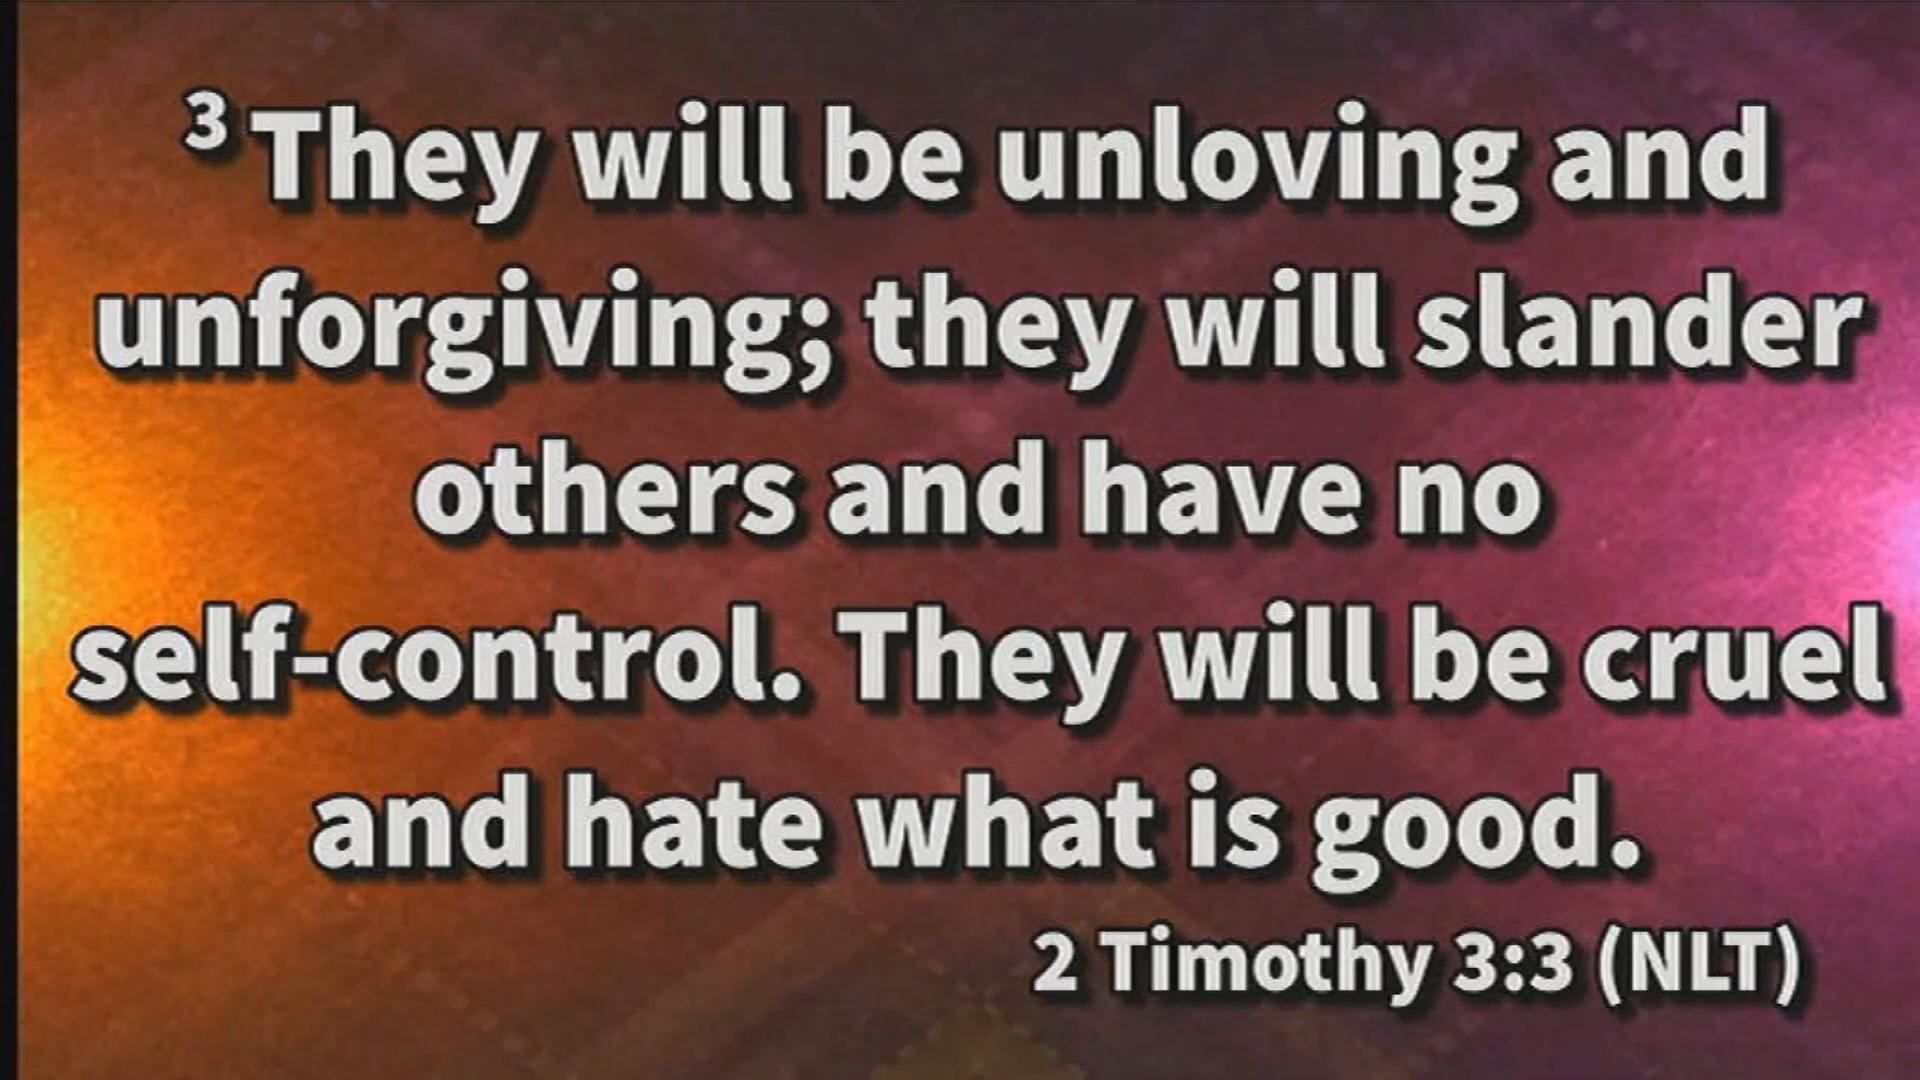 3 They will be unloving and
unforgiving; they will slander
others and have no
self-control. They will be cruel
and hate what is good.
2 Timothy 3:3 (NLT)